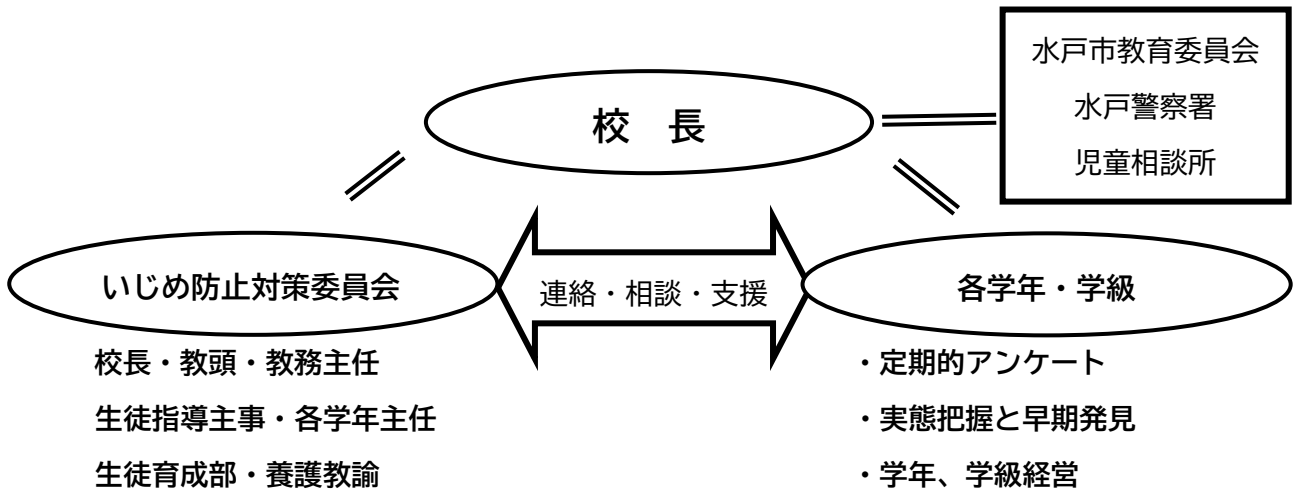 水戸市教育委員会
水戸警察署
児童相談所
校　長
いじめ防止対策委員会
連絡・相談・支援
各学年・学級
校長・教頭・教務主任
生徒指導主事・各学年主任
生徒育成部・養護教諭
・定期的アンケート
・実態把握と早期発見
・学年、学級経営